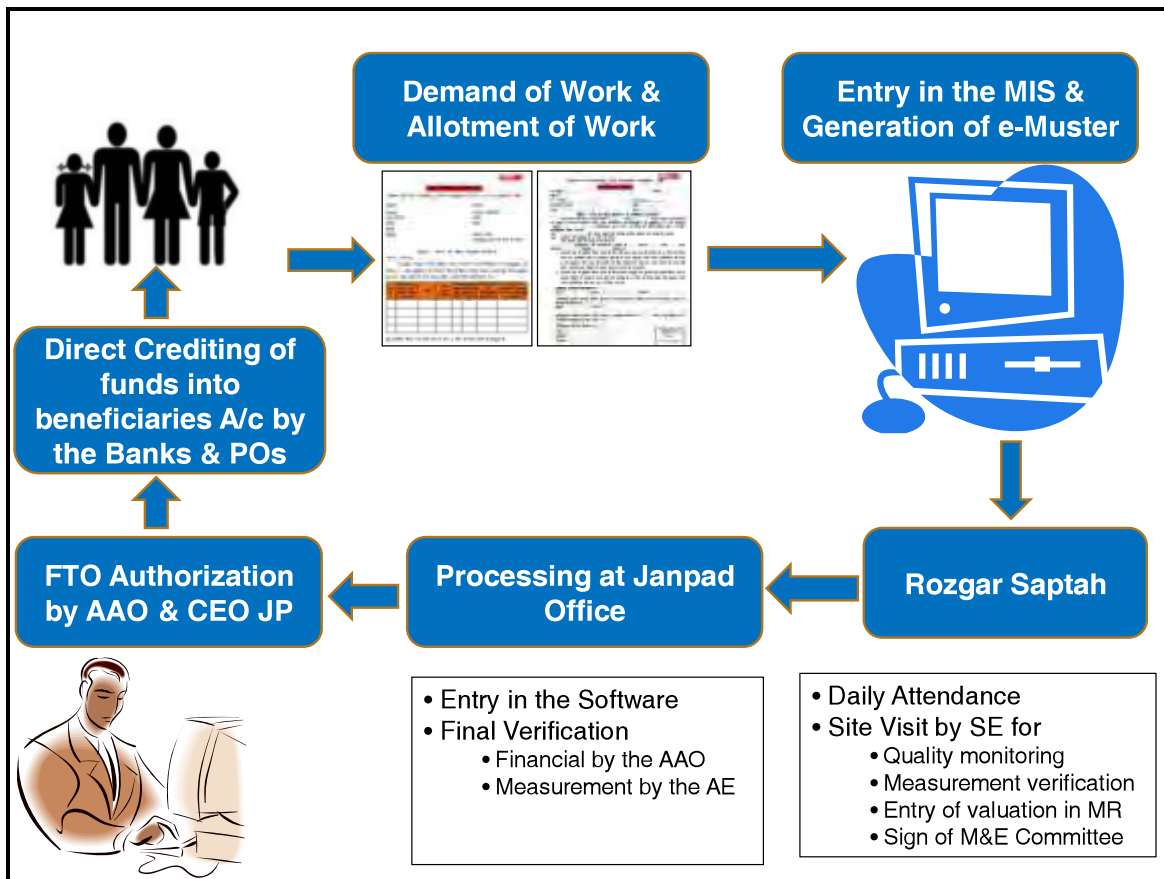 Demand of Work &
Allotment of Work
Entry in the MIS &
Generation of e-Muster
Direct Crediting of
funds into
beneficiaries A/c by
the Banks & POs
FTO Authorization
by AAO & CEO JP
Processing at Janpad
Office
Rozgar Saptah
• Entry in the Software
• Final Verification
• Financial by the AAO
• Measurement by the AE
• Daily Attendance
• Site Visit by SE for
• Quality monitoring
• Measurement verification
• Entry of valuation in MR
• Sign of M&E Committee